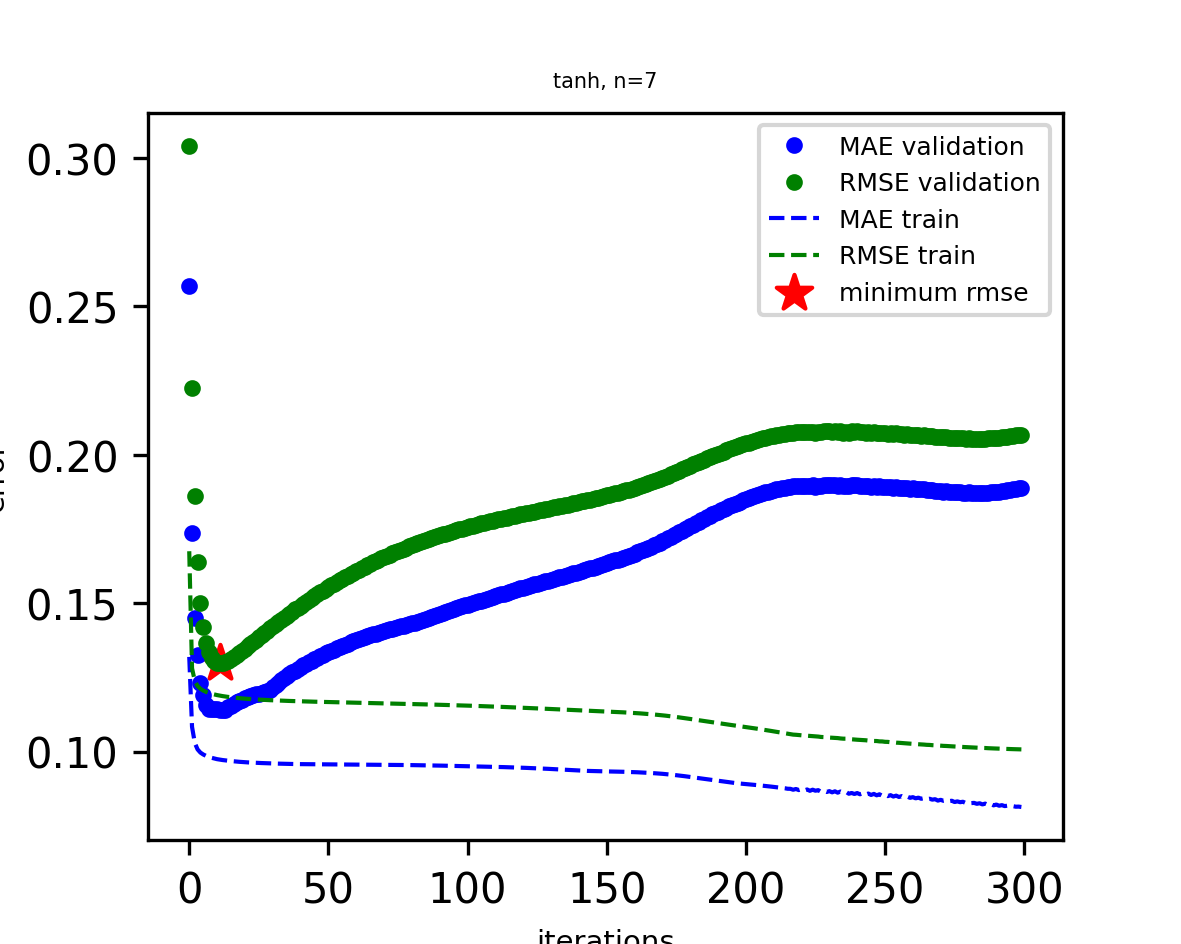 tanh, n=7
0.30
0.25
0.20
0.15
0.10
MAE validation
RMSE validation
MAE train
RMSE train
minimum rmse
0 50 100 150 200 250 300
iterations